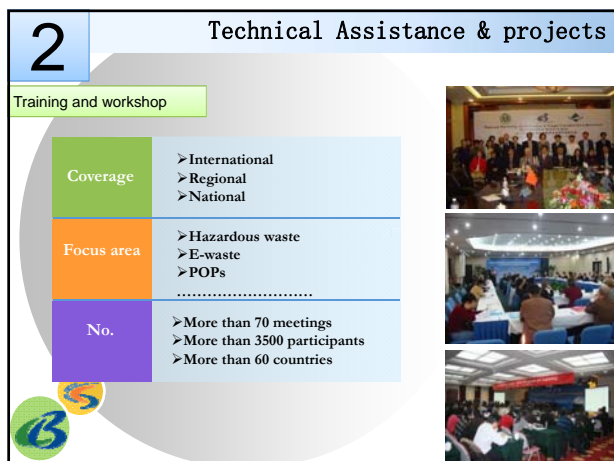 2
Technical Assistance & projects
Training and workshop
Coverage
➢International
➢Regional
➢National
Focus area
➢Hazardous waste
➢E-waste
➢POPs
...........................
No.
➢More than 70 meetings
➢More than 3500 participants
➢More than 60 countries